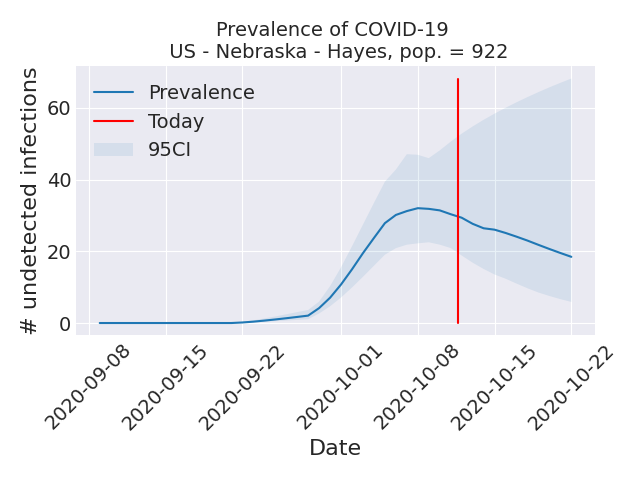 Prevalence of COVID-19
US - Nebraska - Hayes, pop. = 922
# undetected infections
60
40
20
0
Prevalence
Today
95CI
2020-09-08
2020-09-15
2020-09-22
2020-10-01
2020-10-08
2020-10-15
2020-10-22
Date